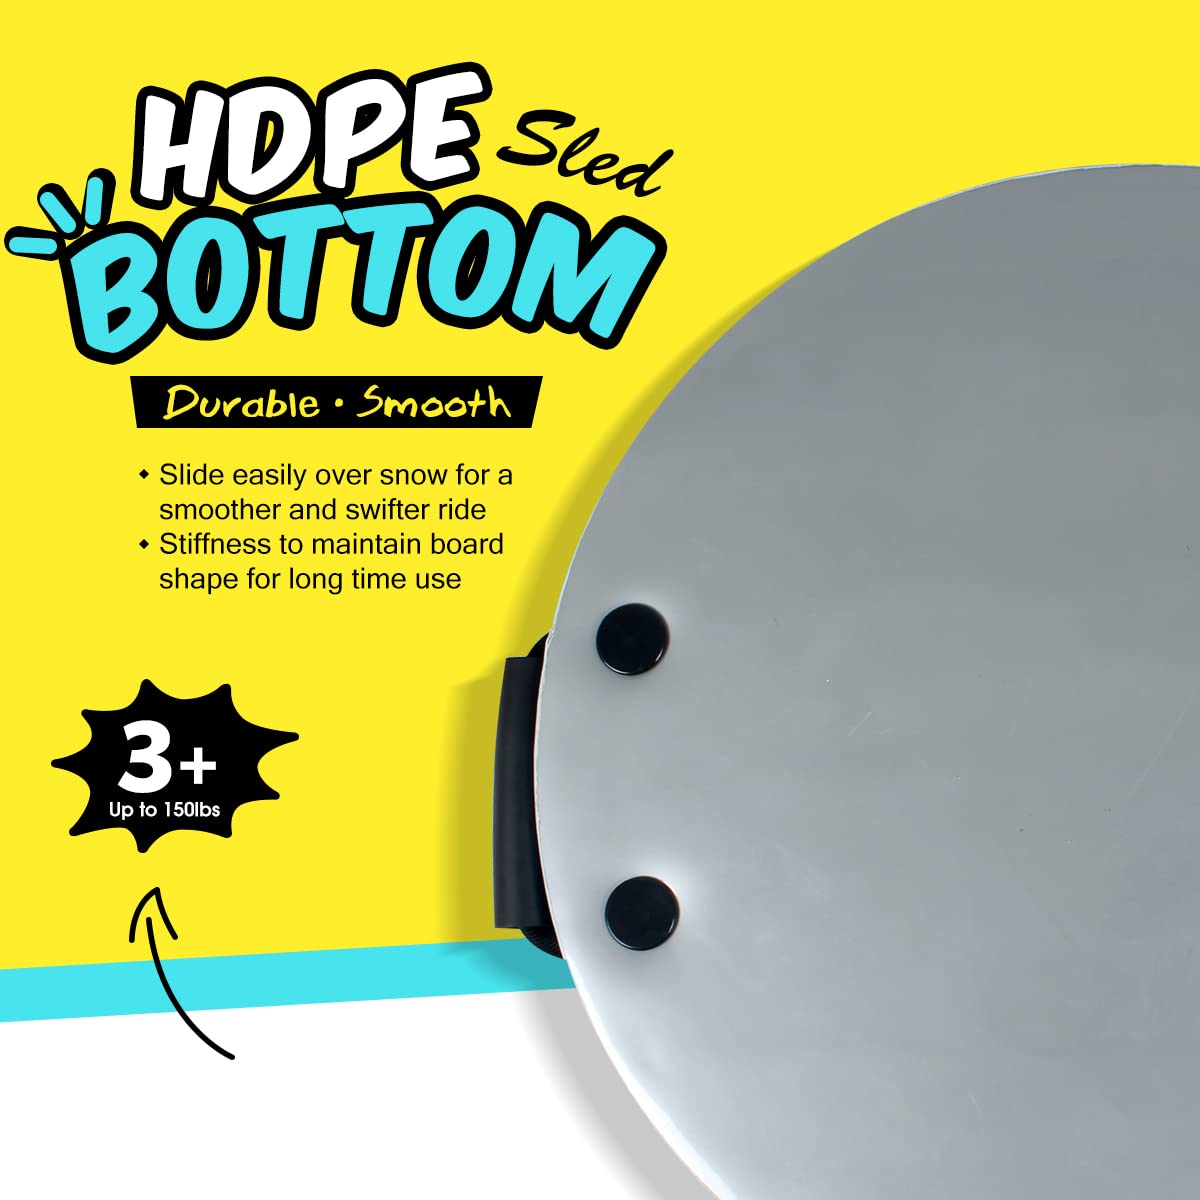 HDPE Sled
BOTTOM
Durable · Smooth
Slide easily over snow for a
smoother and swifter ride
Stiffness to maintain board
shape for long time use
3+
Up to 150lbs